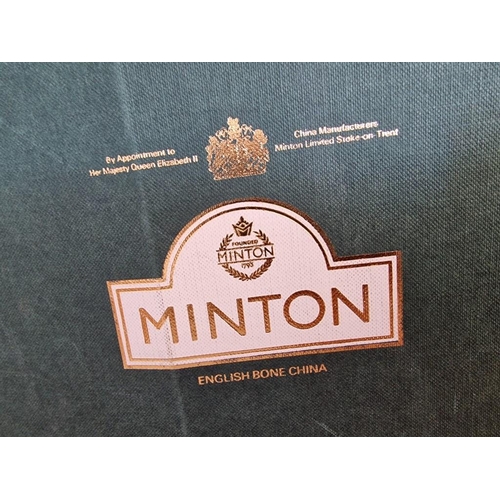 By Appointment to
Her Majesty Queen Elizabeth II
China Manufacturers
Minton Limited Stoke-on-Trent
FOUNDED
MINTON
1793
MINTON
ENGLISH BONE CHINA